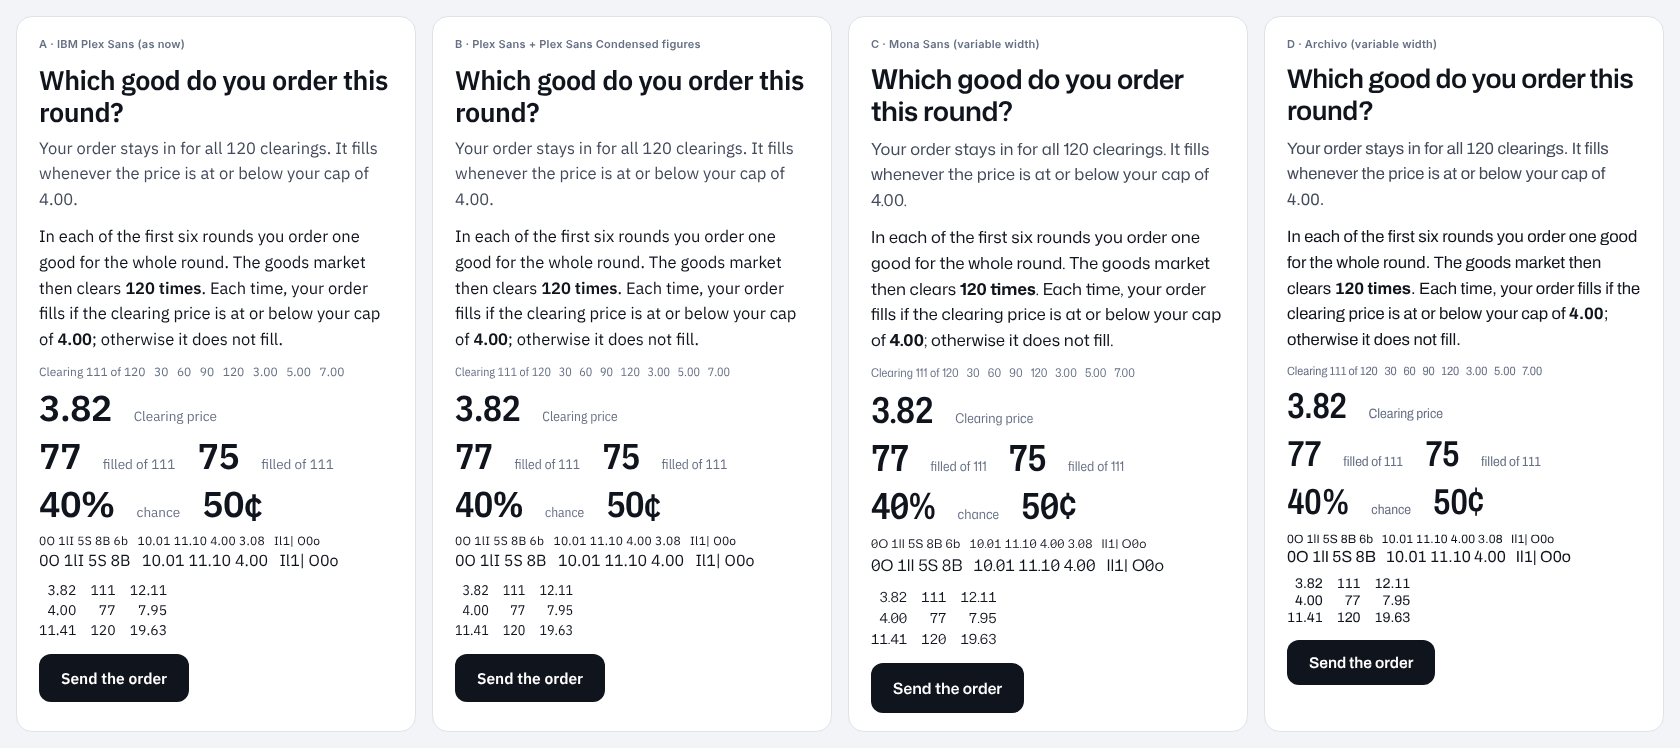 A · IBM Plex Sans (as now)
Which good do you order this
round?
Your order stays in for all 120 clearings. It fills
whenever the price is at or below your cap of
4.00.
In each of the first six rounds you order one
good for the whole round. The goods market
then clears 120 times. Each time, your order
fills if the clearing price is at or below your cap
of 4.00; otherwise it does not fill.
Clearing 111 of 120 30 60 90 120 3.00 5.00 7.00
3.82 Clearing price
77 filled of 111 75 filled of 111
40% chance 50¢
0O 1lI 5S 8B 6b 10.01 11.10 4.00 3.08 Il1| O0o
0O 1lI 5S 8B 10.01 11.10 4.00 Il1| O0o
3.82 111 12.11
4.00 77 7.95
11.41 120 19.63
Send the order
B · Plex Sans + Plex Sans Condensed figures
Which good do you order this
round?
Your order stays in for all 120 clearings. It fills
whenever the price is at or below your cap of
4.00.
In each of the first six rounds you order one
good for the whole round. The goods market
then clears 120 times. Each time, your order
fills if the clearing price is at or below your cap
of 4.00; otherwise it does not fill.
Clearing 111 of 120 30 60 90 120 3.00 5.00 7.00
3.82 Clearing price
77 filled of 111 75 filled of 111
40% chance 50¢
0O 1lI 5S 8B 6b 10.01 11.10 4.00 3.08 Il1| O0o
0O 1lI 5S 8B 10.01 11.10 4.00 Il1| O0o
3.82 111 12.11
4.00 77 7.95
11.41 120 19.63
Send the order
C · Mona Sans (variable width)
Which good do you order
this round?
Your order stays in for all 120 clearings. It fills
whenever the price is at or below your cap of
4.00.
In each of the first six rounds you order one
good for the whole round. The goods market
then clears 120 times. Each time, your order
fills if the clearing price is at or below your cap
of 4.00; otherwise it does not fill.
Clearing 111 of 120 30 60 90 120 3.00 5.00 7.00
3.82 Clearing price
77 filled of 111 75 filled of 111
40% chance 50¢
0O 1lI 5S 8B 6b 10.01 11.10 4.00 3.08 Il1| O0o
0O 1lI 5S 8B 10.01 11.10 4.00 Il1| O0o
3.82 111 12.11
4.00 77 7.95
11.41 120 19.63
Send the order
D · Archivo (variable width)
Which good do you order this
round?
Your order stays in for all 120 clearings. It fills
whenever the price is at or below your cap of
4.00.
In each of the first six rounds you order one good
for the whole round. The goods market then
clears 120 times. Each time, your order fills if the
clearing price is at or below your cap of 4.00;
otherwise it does not fill.
Clearing 111 of 120 30 60 90 120 3.00 5.00 7.00
3.82 Clearing price
77 filled of 111 75 filled of 111
40% chance 50¢
0O 1lI 5S 8B 6b 10.01 11.10 4.00 3.08 Il1| O0o
0O 1lI 5S 8B 10.01 11.10 4.00 Il1| O0o
3.82 111 12.11
4.00 77 7.95
11.41 120 19.63
Send the order